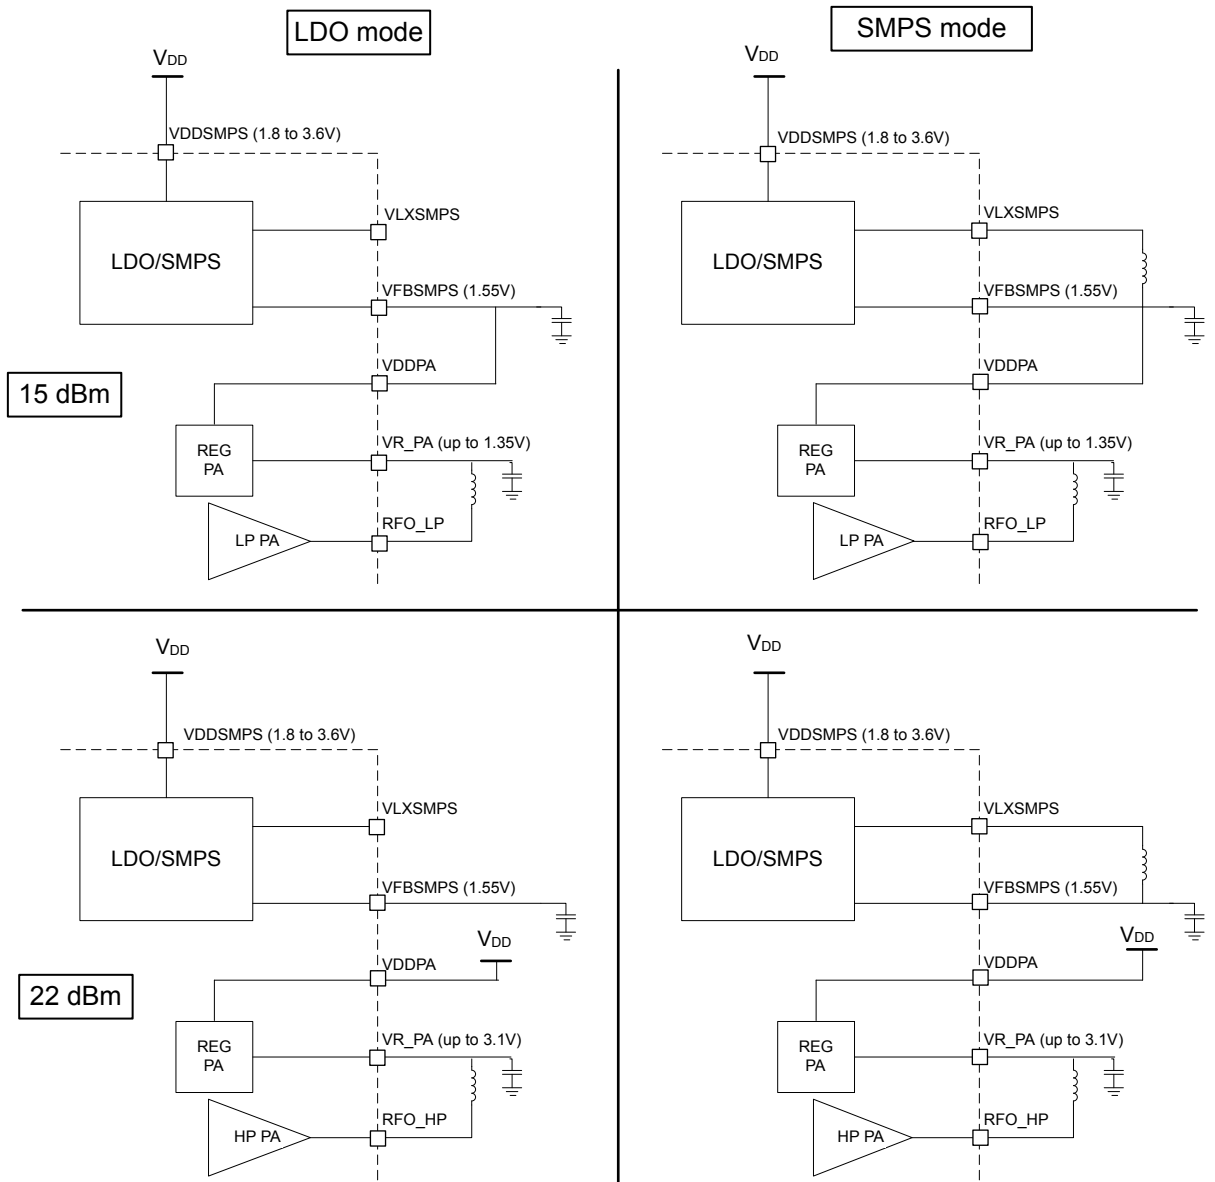 LDO mode
SMPS mode
VDD
VDDSMPS (1.8 to 3.6V)
VLXSMPS
LDO/SMPS
VFBSMPS (1.55V)
VDDPA
15 dBm
REG
PA
VR_PA (up to 1.35V)
RFO_LP
LP PA
VDD
VDDSMPS (1.8 to 3.6V)
VLXSMPS
LDO/SMPS
VFBSMPS (1.55V)
VDDPA
REG
PA
VR_PA (up to 1.35V)
RFO_LP
LP PA
VDD
VDDSMPS (1.8 to 3.6V)
VLXSMPS
LDO/SMPS
VFBSMPS (1.55V)
VDD
VDDPA
22 dBm
REG
PA
VR_PA (up to 3.1V)
RFO_HP
HP PA
VDD
VDDSMPS (1.8 to 3.6V)
VLXSMPS
LDO/SMPS
VFBSMPS (1.55V)
VDD
VDDPA
REG
PA
VR_PA (up to 3.1V)
RFO_HP
HP PA